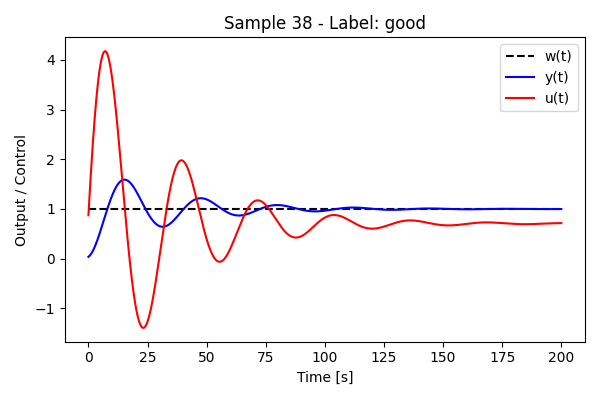 Sample 38 - Label: good
w(t)
y(t)
u(t)
Output / Control
4
3
2
1
0
−1
0 25 50 75 100 125 150 175 200
Time [s]